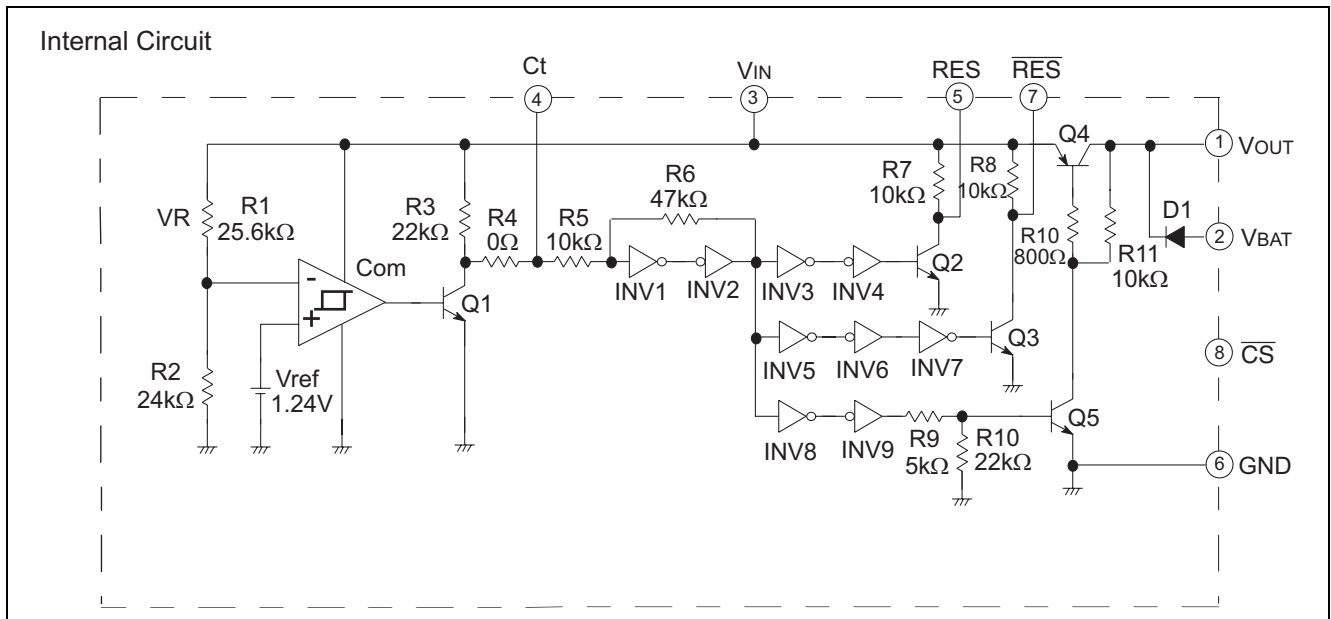 Internal Circuit
Ct
VIN
RES
RES
4
3
5
7
Q4
1
VOUT
R1
25.6kΩ
VR
R3
22kΩ
R4
0Ω
R5
10kΩ
R6
47kΩ
R7
10kΩ
R8
10kΩ
R10
800Ω
R11
10kΩ
D1
2
VBAT
Com
-
+
Q1
INV1
INV2
INV3
INV4
Q2
R2
24kΩ
Vref
1.24V
INV5
INV6
INV7
Q3
8
CS
INV8
INV9
R9
5kΩ
R10
22kΩ
Q5
6
GND